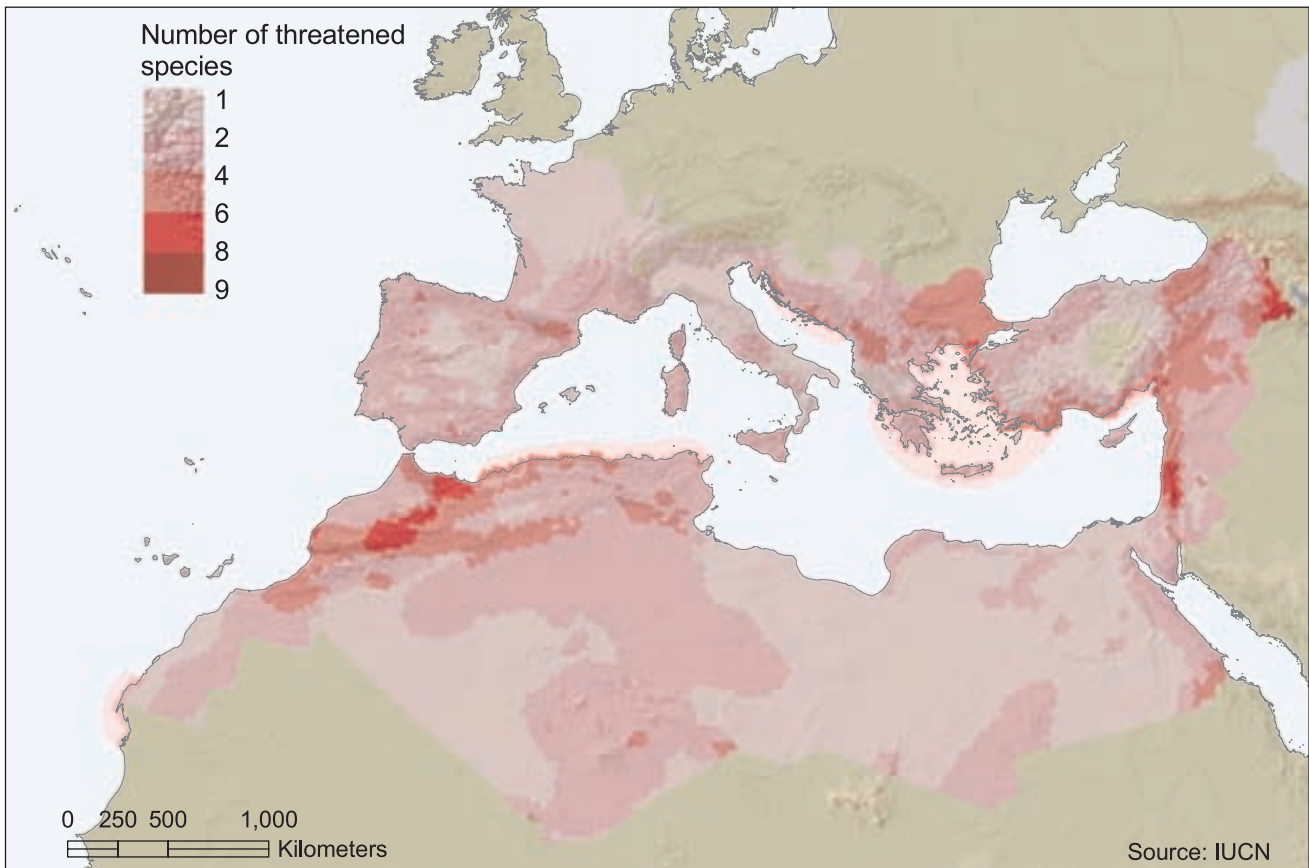 Number of threatened
species
1
2
4
6
8
9
0 250 500 1,000
Kilometers
Source: IUCN